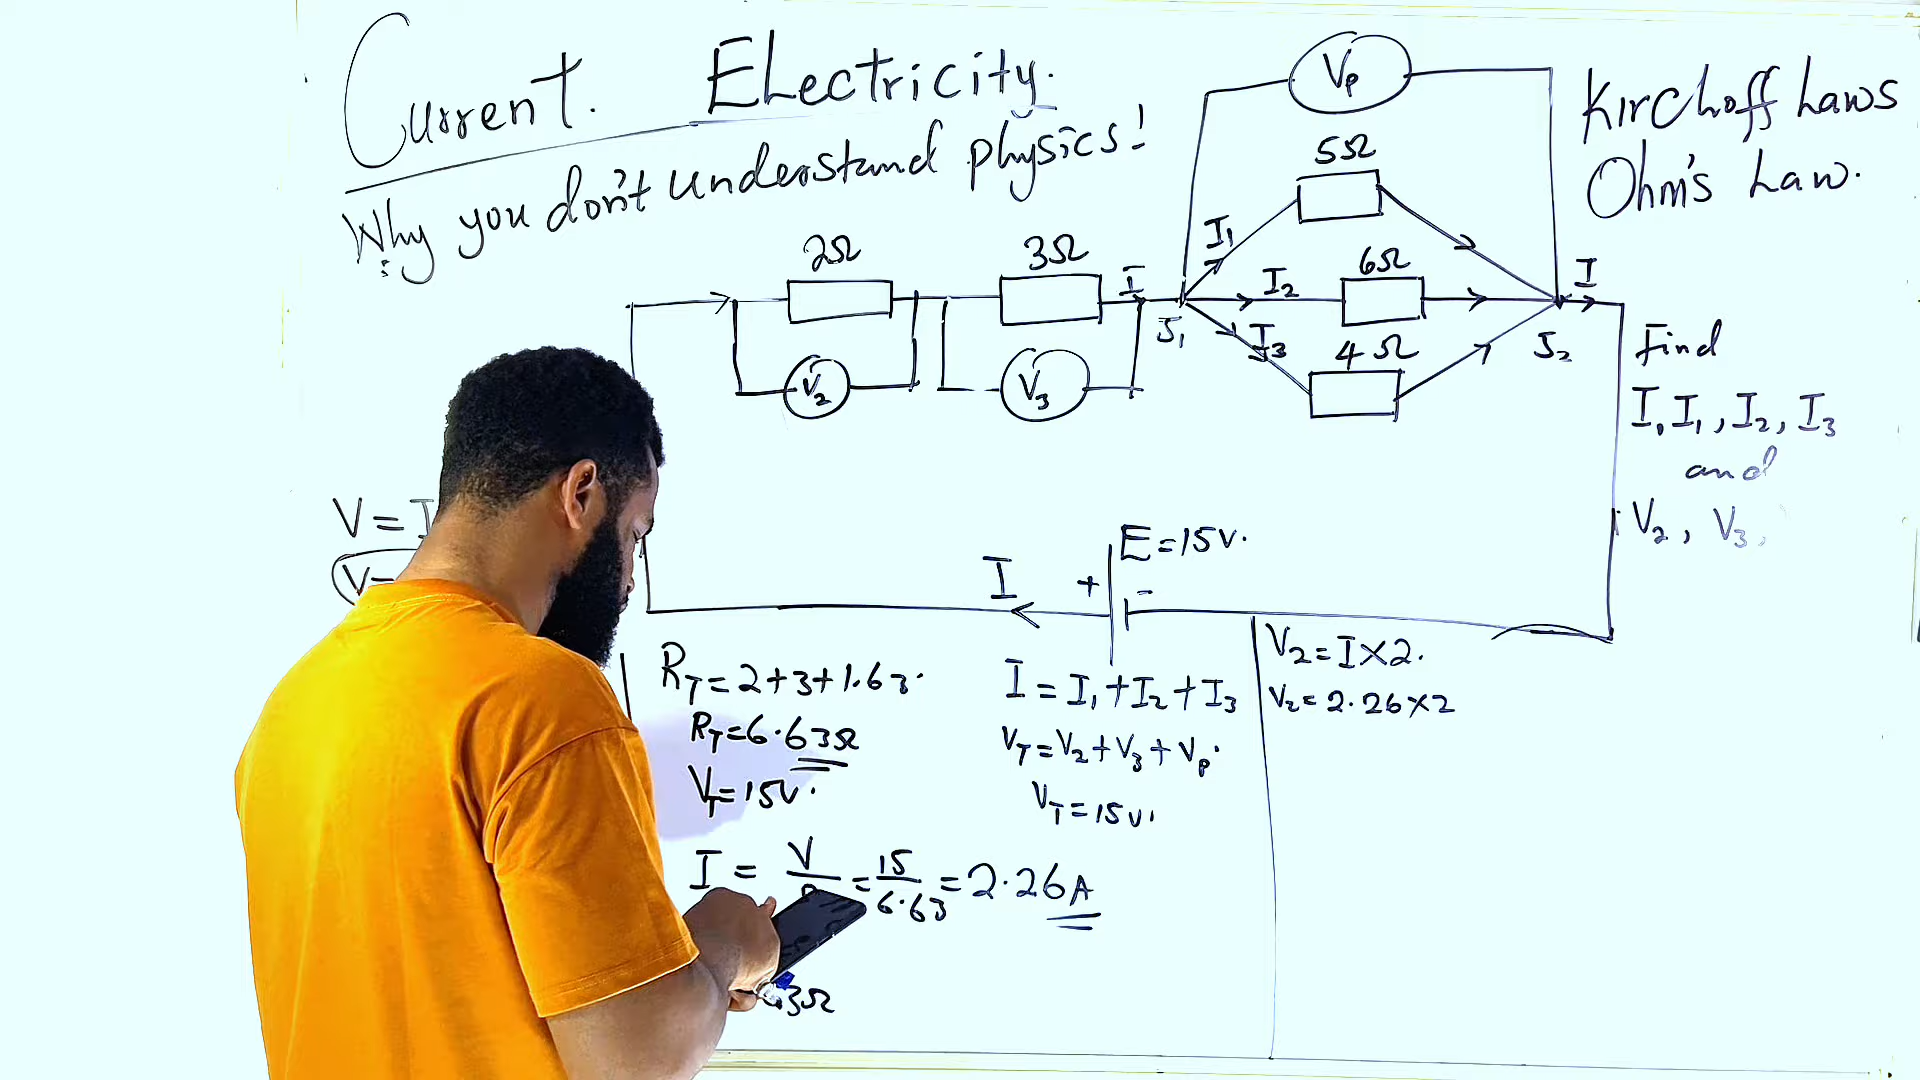 Current. ELectricity.
Why you don't understand physics!
Kirchoff Laws
Ohm's Law.
Vp
5Ω
I1
2Ω
3Ω
I
I2
6Ω
I
J1
I3
4Ω
J2
V2
V3
Find
I, I1, I2, I3
and
V2, V3,
V=I
V=
E=15V.
I
+
-
RT=2+3+1.63.
RT=6.63Ω
VT=15V.
I = V = 15/6.63 = 2.26A
3Ω
I = I1+I2+I3
VT=V2+V3+Vp.
VT=15V.
V2=I×2.
V2=2.26×2